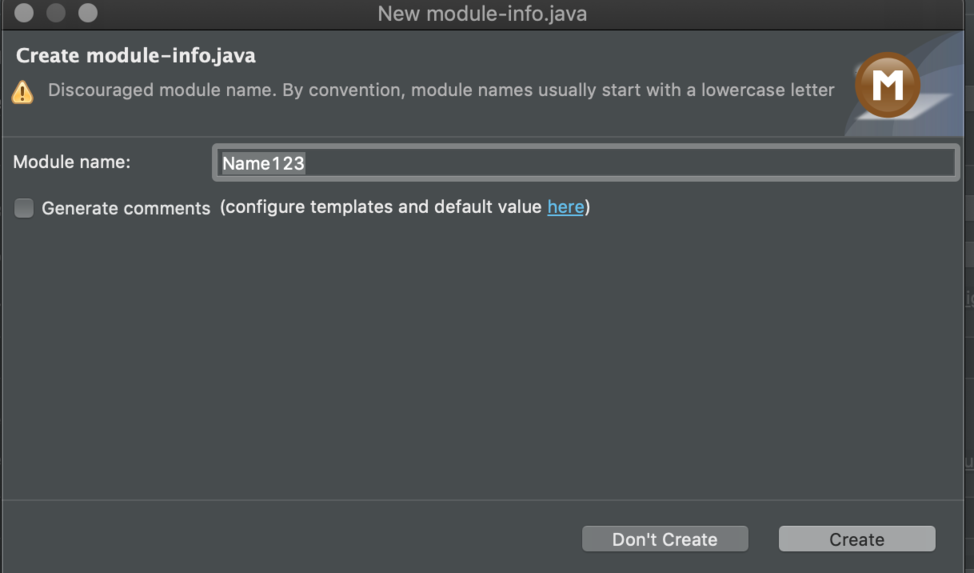 New module-info.java
Create module-info.java
Discouraged module name. By convention, module names usually start with a lowercase letter
M
Module name: Name123
Generate comments (configure templates and default value here)
Don't Create Create